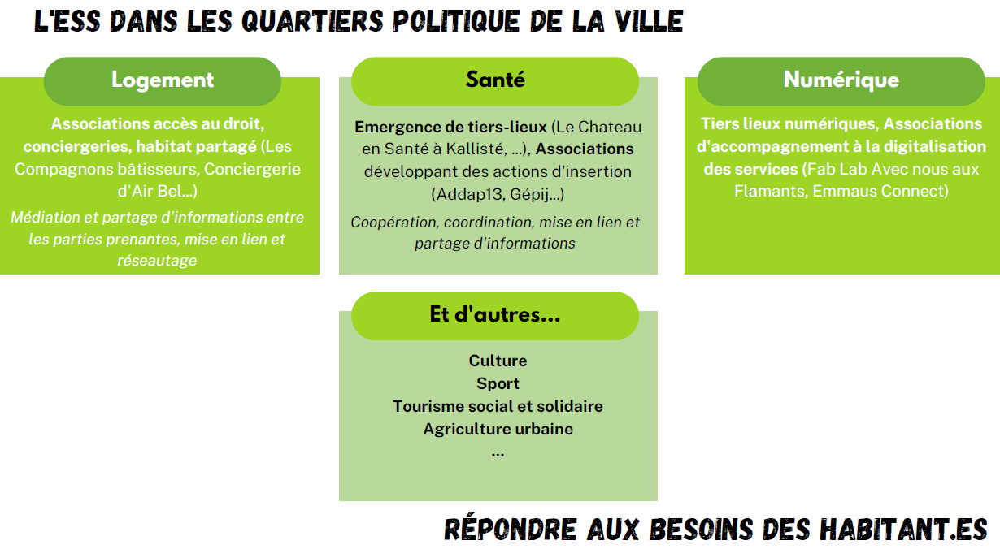 L'ESS DANS LES QUARTIERS POLITIQUE DE LA VILLE
Logement
Associations accès au droit,
conciergeries, habitat partagé (Les
Compagnons bâtisseurs, Conciergerie
d'Air Bel...)
Médiation et partage d'informations entre
les parties prenantes, mise en lien et
réseautage
Santé
Emergence de tiers-lieux (Le Chateau
en Santé à Kallisté, ...), Associations
développant des actions d'insertion
(Addap13, Gépij...)
Coopération, coordination, mise en lien et
partage d'informations
Numérique
Tiers lieux numériques, Associations
d'accompagnement à la digitalisation
des services (Fab Lab Avec nous aux
Flamants, Emmaus Connect)
Et d'autres...
Culture
Sport
Tourisme social et solidaire
Agriculture urbaine
...
RÉPONDRE AUX BESOINS DES HABITANT.ES